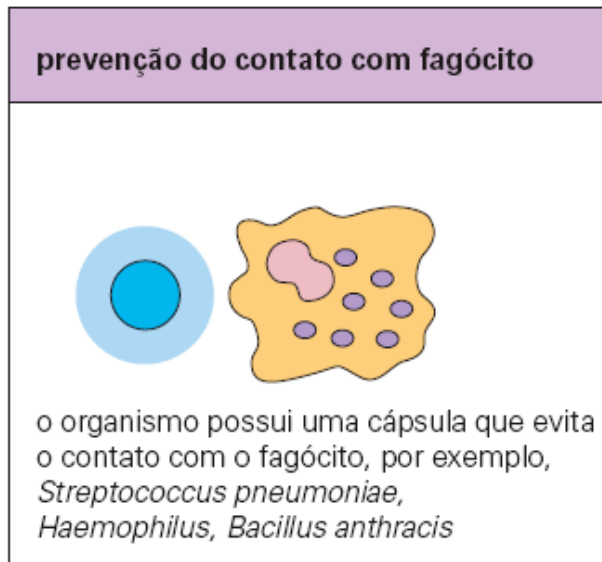 prevenção do contato com fagócito
o organismo possui uma cápsula que evita
o contato com o fagócito, por exemplo,
Streptococcus pneumoniae,
Haemophilus, Bacillus anthracis